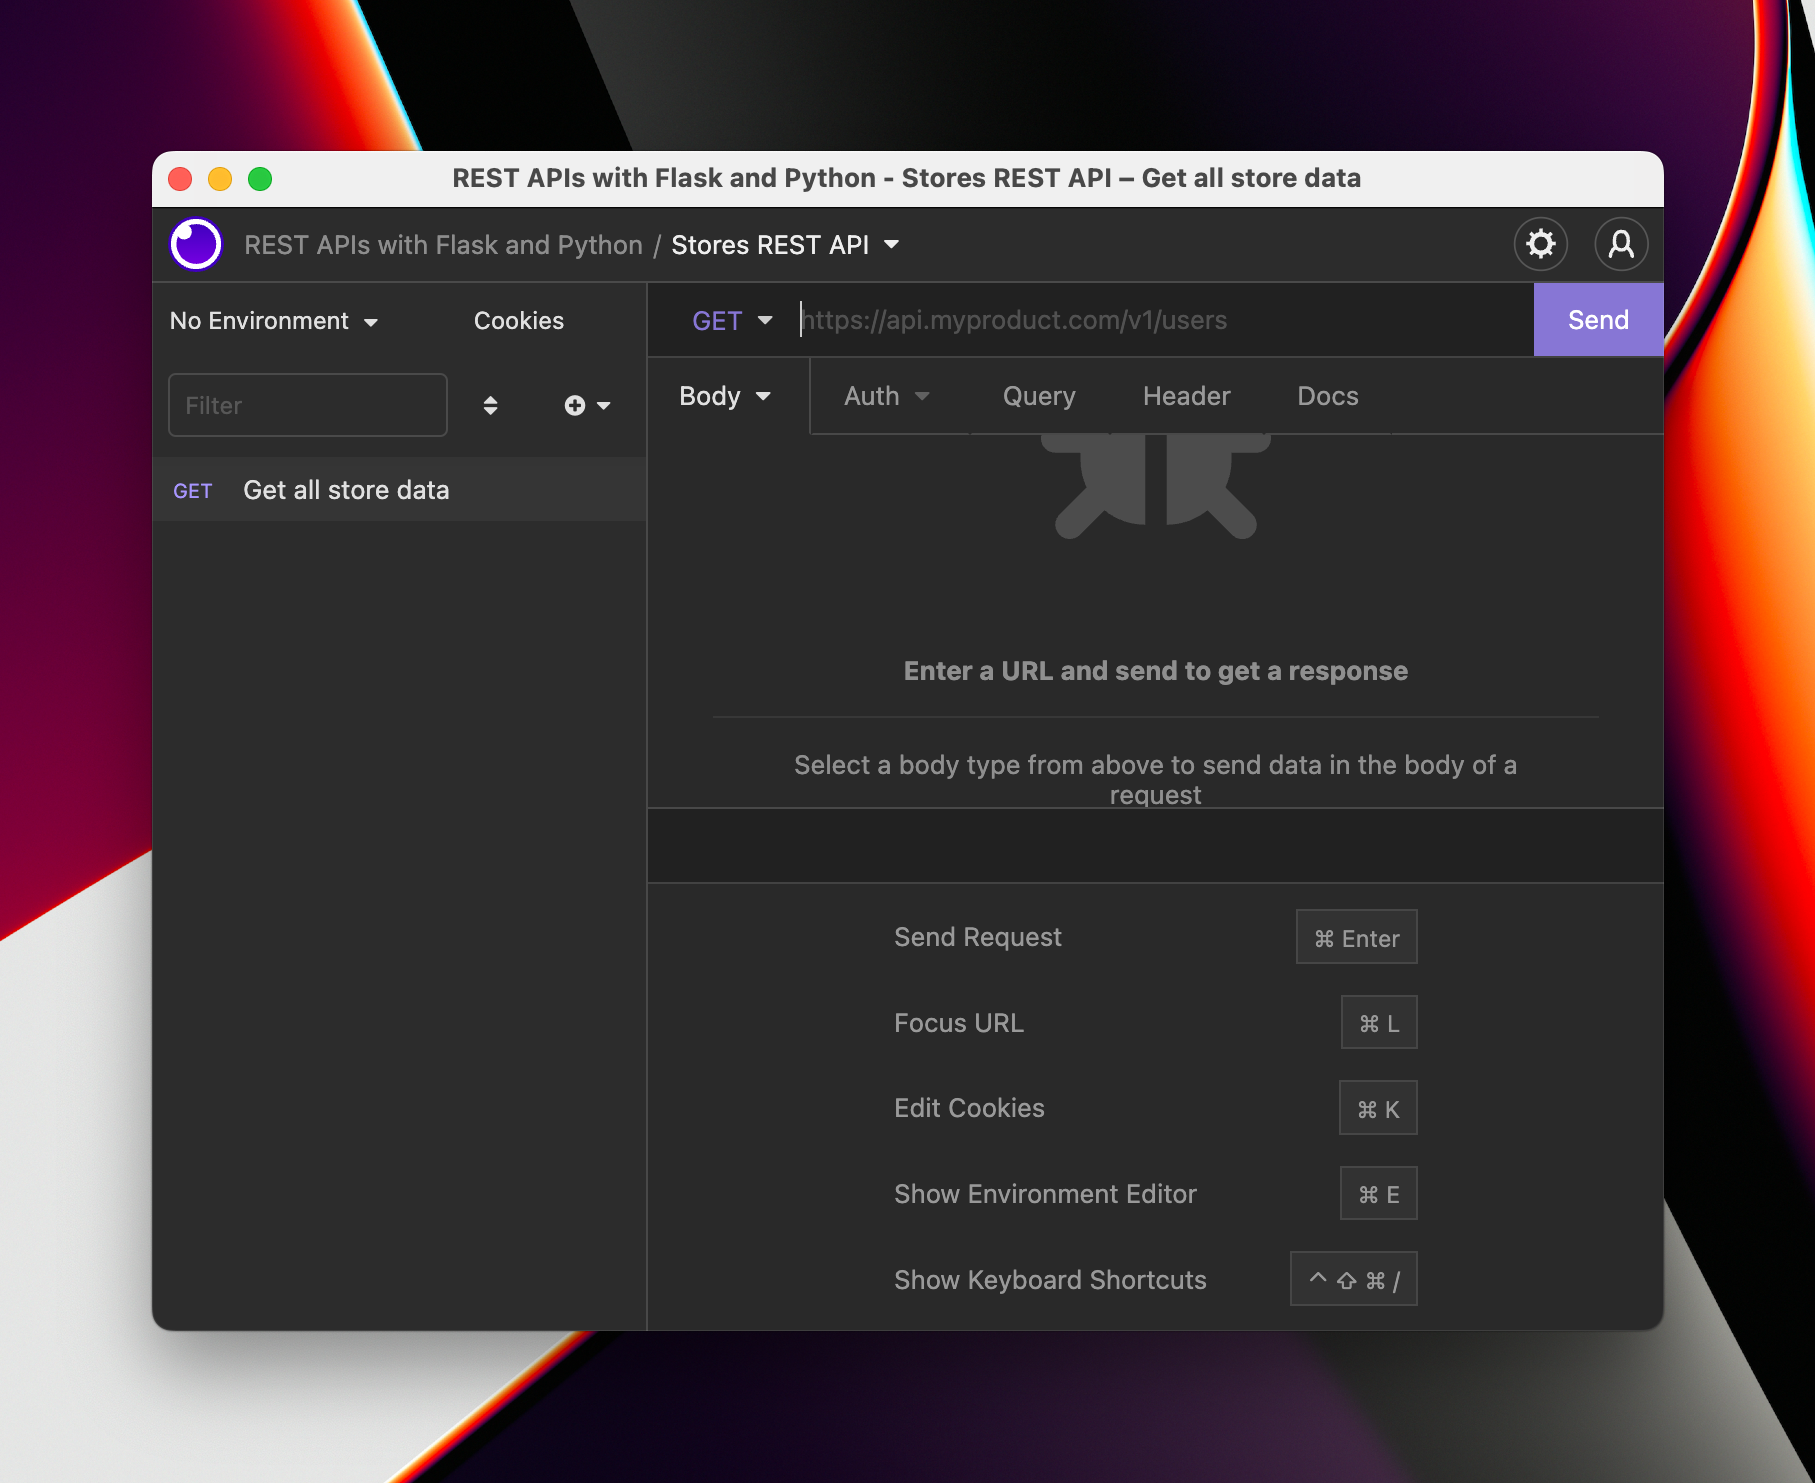 REST APIs with Flask and Python - Stores REST API – Get all store data
REST APIs with Flask and Python / Stores REST API
No Environment Cookies
GET https://api.myproduct.com/v1/users Send
Body Auth Query Header Docs
Filter
GET Get all store data
Enter a URL and send to get a response
Select a body type from above to send data in the body of a
request
Send Request ⌘ Enter
Focus URL ⌘ L
Edit Cookies ⌘ K
Show Environment Editor ⌘ E
Show Keyboard Shortcuts ^ ⇧ ⌘ /